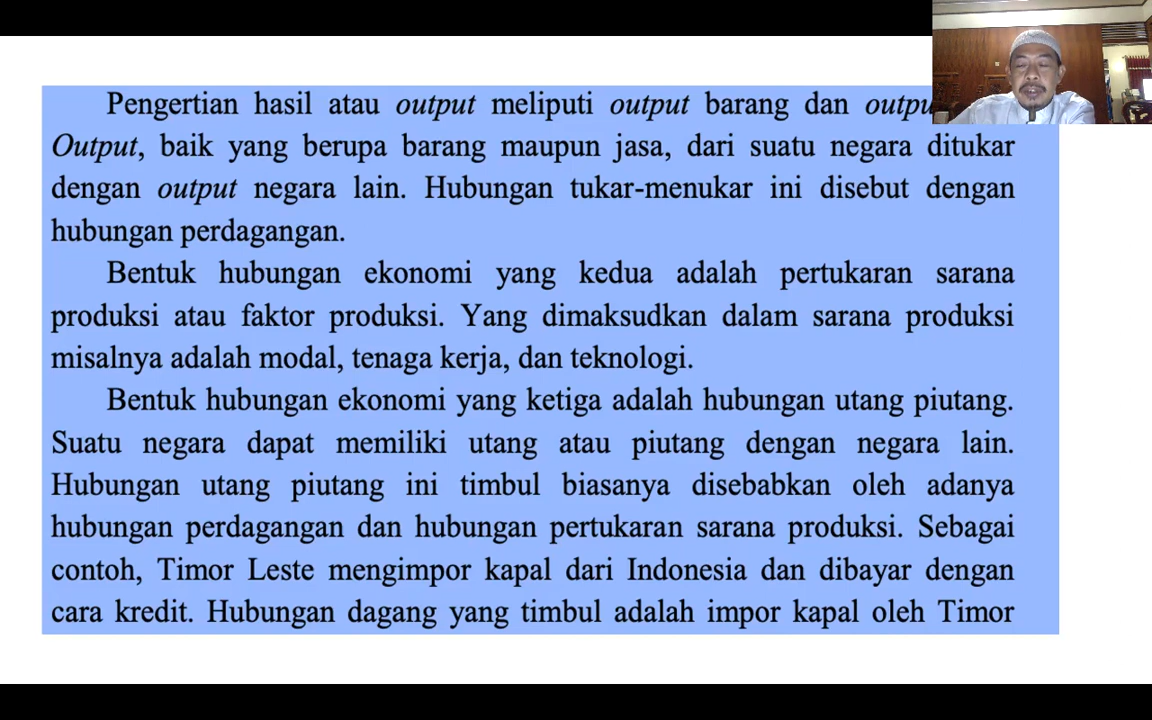 Pengertian hasil atau output meliputi output barang dan
Output, baik yang berupa barang maupun jasa, dari suatu negara ditukar
dengan output negara lain. Hubungan tukar-menukar ini disebut dengan
hubungan perdagangan.
Bentuk hubungan ekonomi yang kedua adalah pertukaran sarana
produksi atau faktor produksi. Yang dimaksudkan dalam sarana produksi
misalnya adalah modal, tenaga kerja, dan teknologi.
Bentuk hubungan ekonomi yang ketiga adalah hubungan utang piutang.
Suatu negara dapat memiliki utang atau piutang dengan negara lain.
Hubungan utang piutang ini timbul biasanya disebabkan oleh adanya
hubungan perdagangan dan hubungan pertukaran sarana produksi. Sebagai
contoh, Timor Leste mengimpor kapal dari Indonesia dan dibayar dengan
cara kredit. Hubungan dagang yang timbul adalah impor kapal oleh Timor